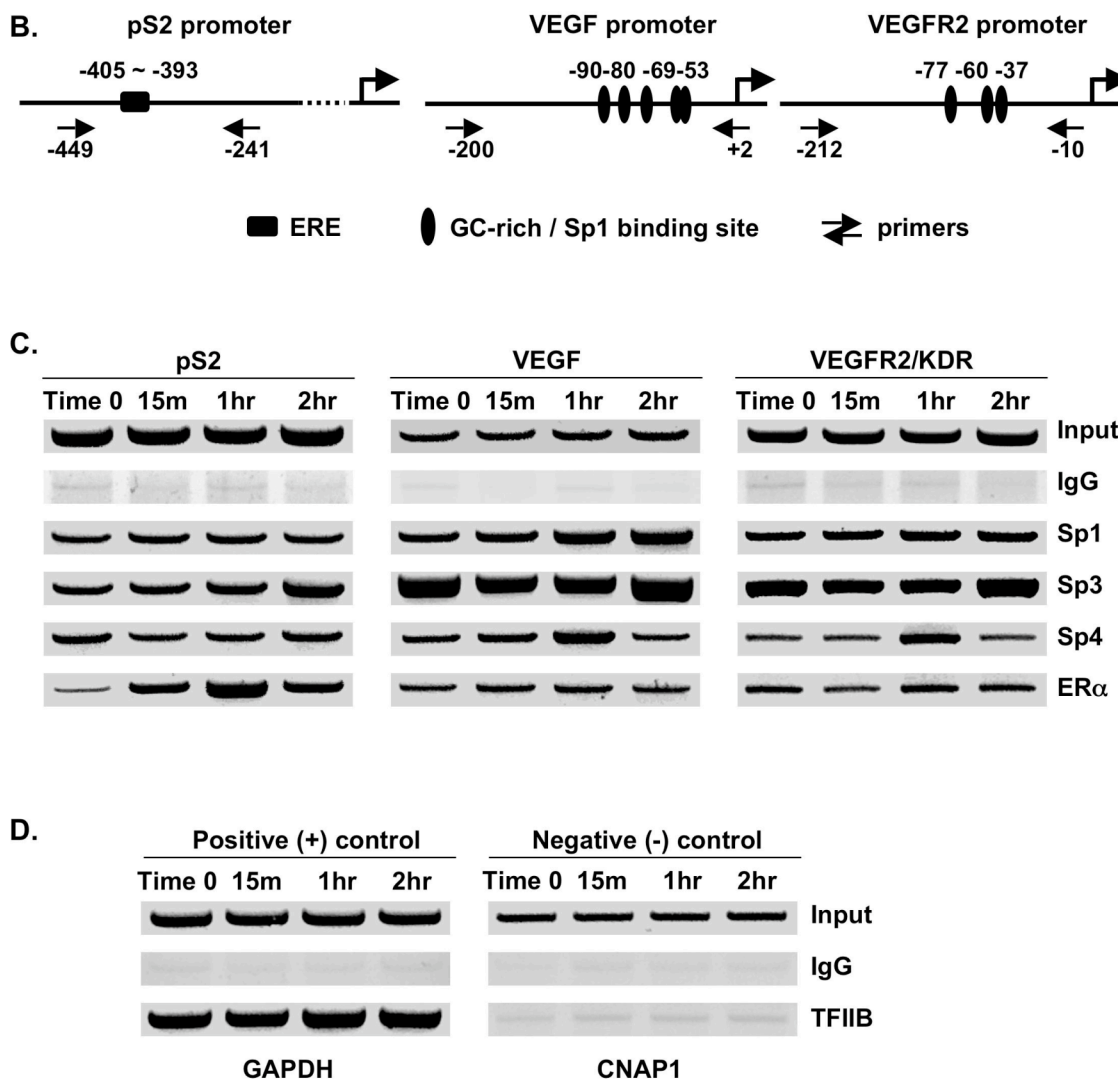 B.
pS2 promoter
VEGF promoter
VEGFR2 promoter
-405 ~ -393
-90-80 -69-53
-77 -60 -37
-449
-241
-200
+2
-212
-10
ERE
GC-rich / Sp1 binding site
primers
C.
pS2
VEGF
VEGFR2/KDR
Time 0 15m 1hr 2hr
Time 0 15m 1hr 2hr
Time 0 15m 1hr 2hr
Input
IgG
Sp1
Sp3
Sp4
ERα
D.
Positive (+) control
Negative (-) control
Time 0 15m 1hr 2hr
Time 0 15m 1hr 2hr
Input
IgG
TFIIB
GAPDH
CNAP1